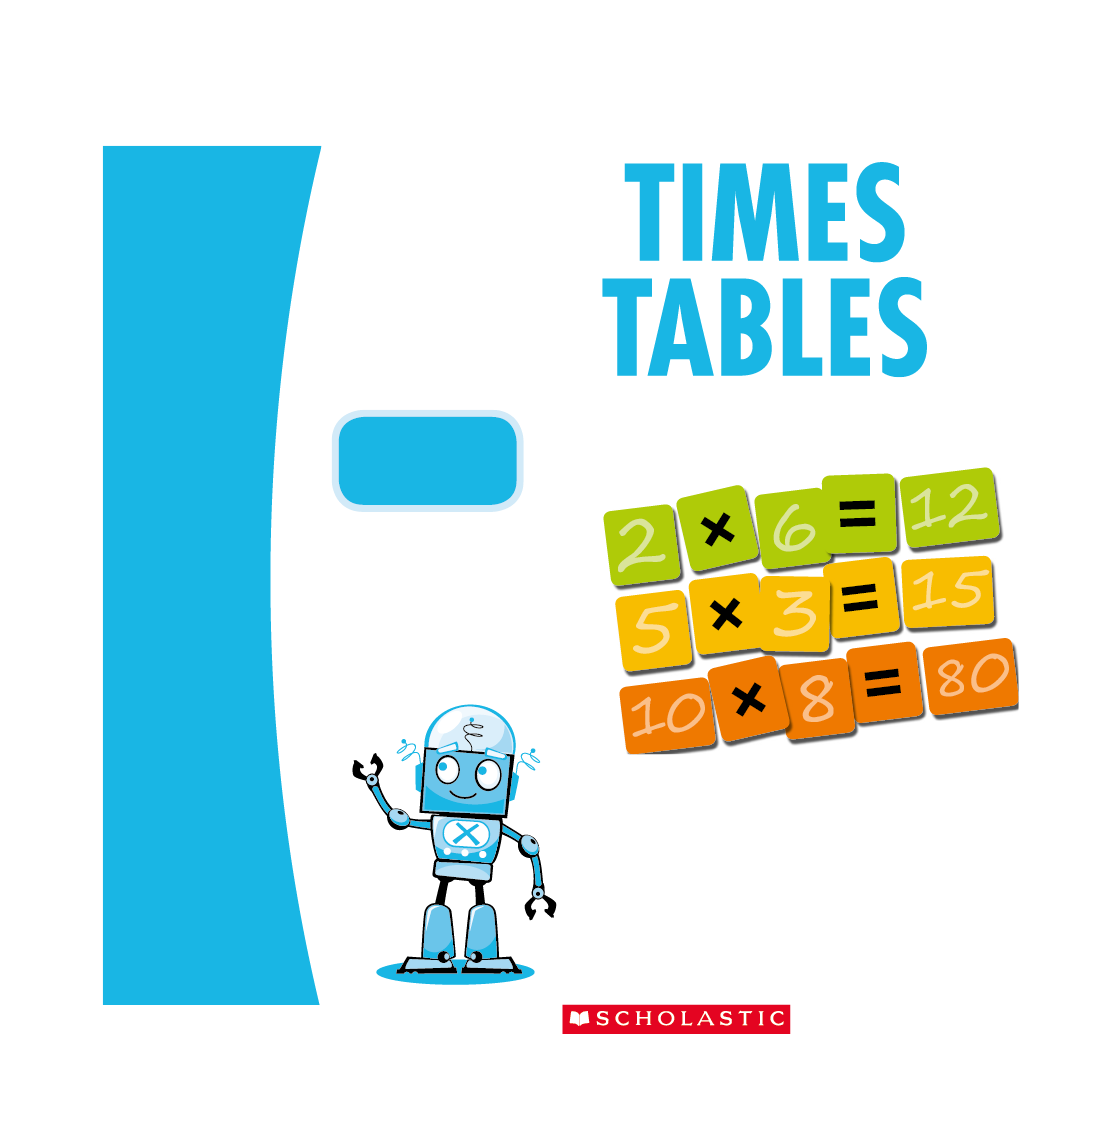 TIMES
TABLES
2 × 6 = 12
5 × 3 = 15
10 × 8 = 80
SCHOLASTIC